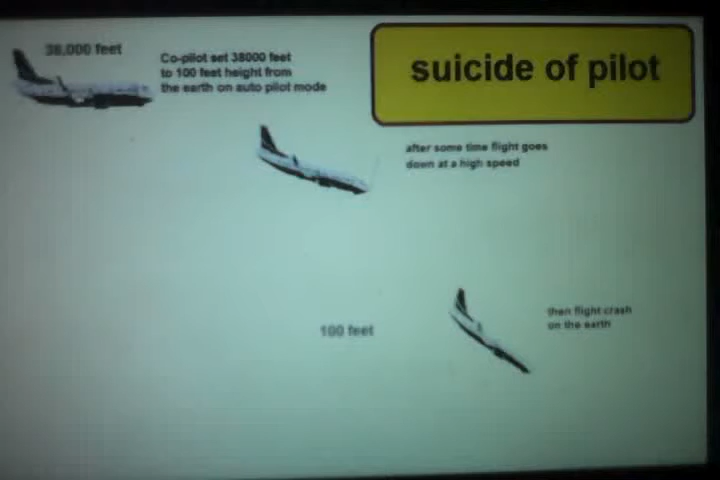 38,000 feet
Co-pilot set 38000 feet
to 100 feet height from
the earth on auto pilot mode
suicide of pilot
after some time flight goes
down at a high speed
then flight crash
on the earth
100 feet